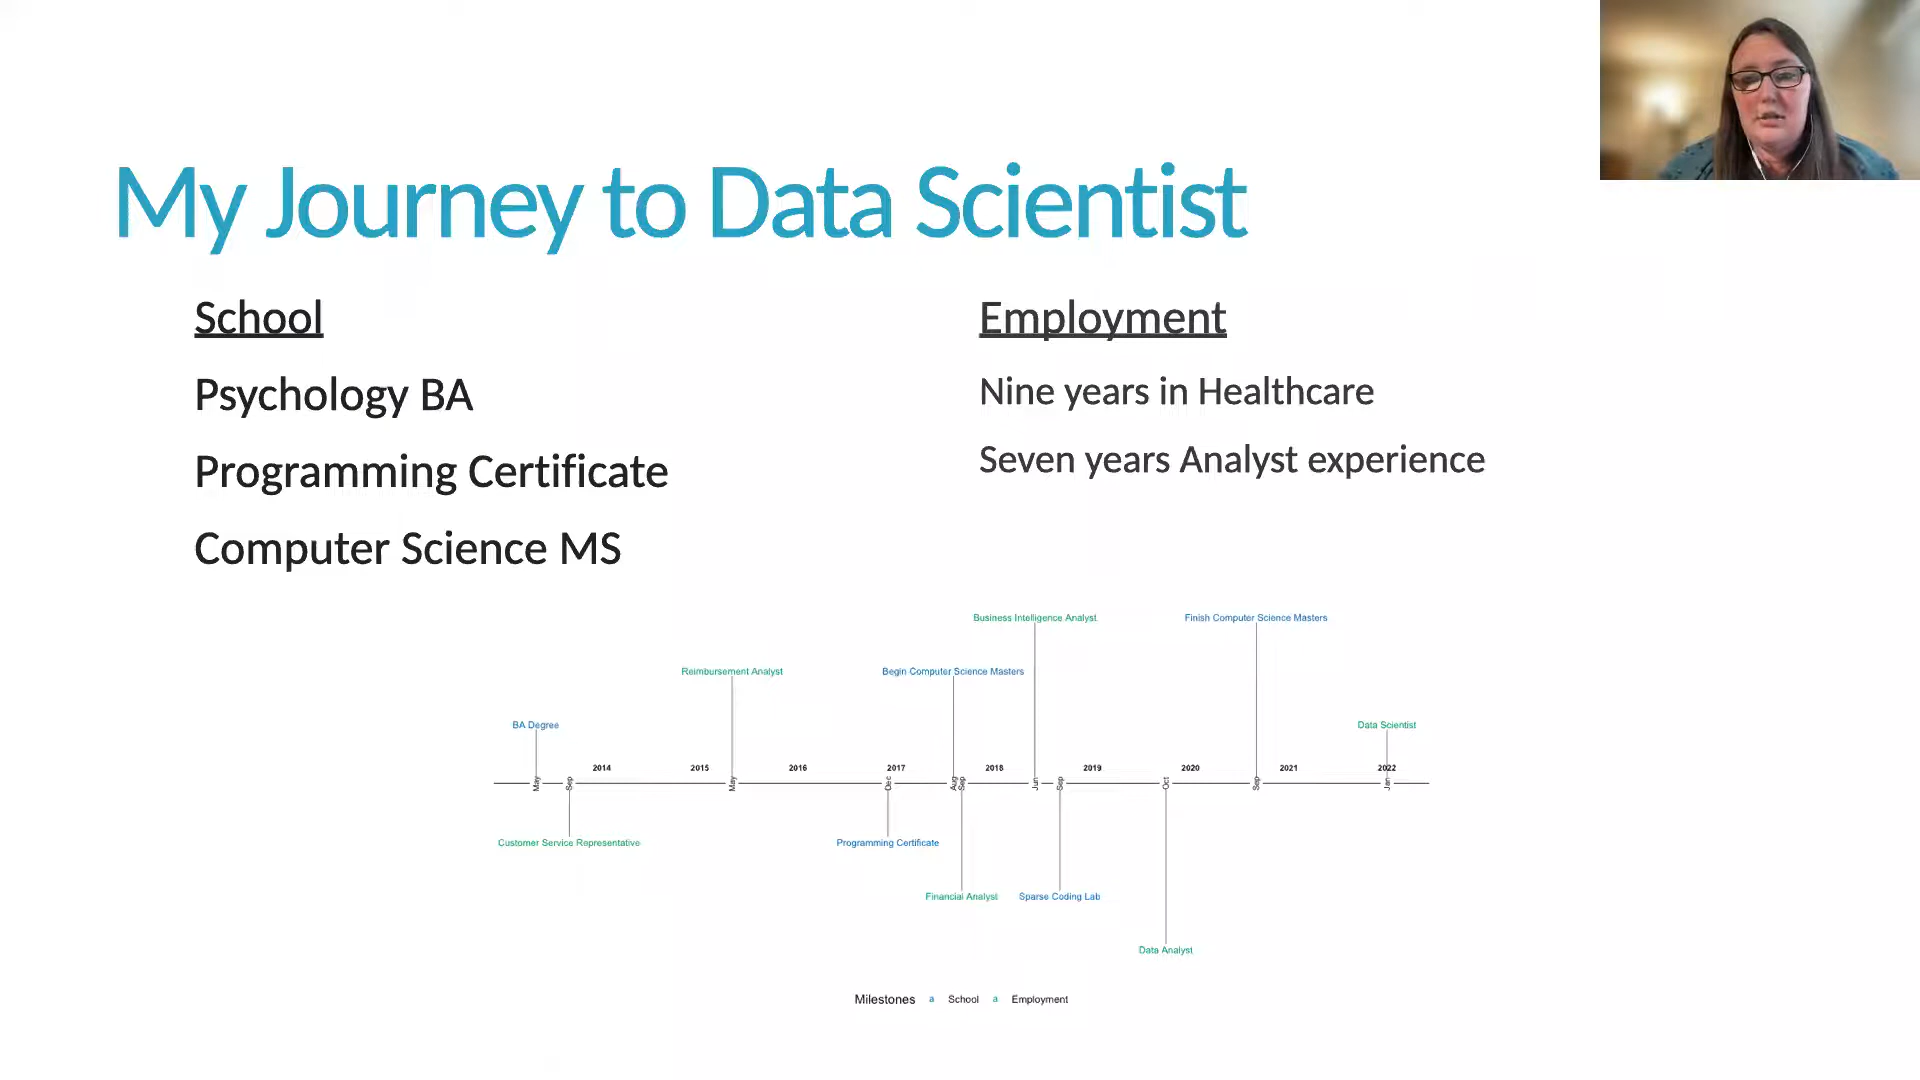 My Journey to Data Scientist
School
Psychology BA
Programming Certificate
Computer Science MS
Employment
Nine years in Healthcare
Seven years Analyst experience
Business Intelligence Analyst
Finish Computer Science Masters
Reimbursement Analyst
Begin Computer Science Masters
BA Degree
Data Scientist
2014 2015 2016 2017 2018 2019 2020 2021 2022
May Sep May Dec Aug Sep Jun Sep Oct Sep Jan
Customer Service Representative
Programming Certificate
Financial Analyst
Sparse Coding Lab
Data Analyst
Milestones a School a Employment